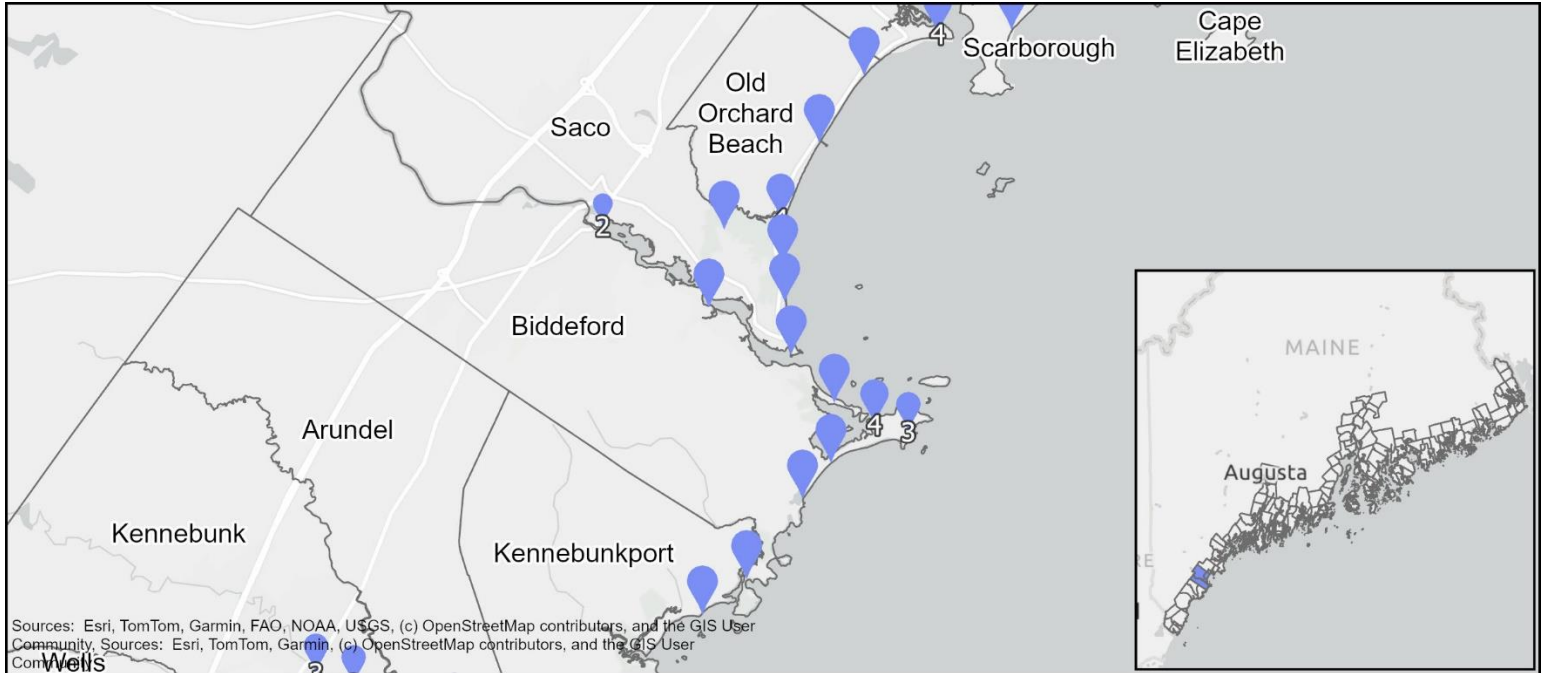 Cape
Elizabeth
Scarborough
4
Old
Orchard
Beach
Saco
2
Biddeford
4
3
Arundel
Kennebunk
Kennebunkport
Sources: Esri, TomTom, Garmin, FAO, NOAA, USGS, (c) OpenStreetMap contributors, and the GIS User
Community, Sources: Esri, TomTom, Garmin, (c) OpenStreetMap contributors, and the GIS User
Community
Wells
MAINE
Augusta